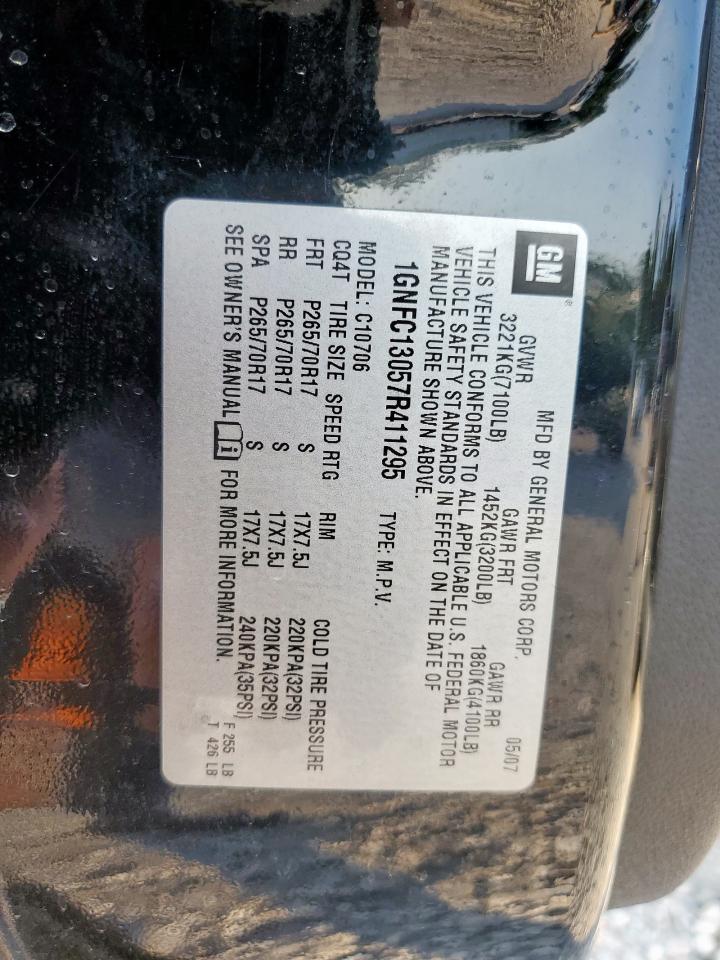 GM®
MFD BY GENERAL MOTORS CORP. 05/07
GVWR GAWR FRT GAWR RR
3221KG(7100LB) 1452KG(3200LB) 1860KG(4100LB)
THIS VEHICLE CONFORMS TO ALL APPLICABLE U.S. FEDERAL MOTOR
VEHICLE SAFETY STANDARDS IN EFFECT ON THE DATE OF
MANUFACTURE SHOWN ABOVE.
1GNFC13057R411295 TYPE: M.P.V.
MODEL: C10706
CQ4T TIRE SIZE SPEED RTG RIM COLD TIRE PRESSURE
FRT P265/70R17 S 17X7.5J 220KPA(32PSI)
RR P265/70R17 S 17X7.5J 220KPA(32PSI)
SPA P265/70R17 S 17X7.5J 240KPA(35PSI)
SEE OWNER'S MANUAL i FOR MORE INFORMATION. F 255 LB
T 426 LB